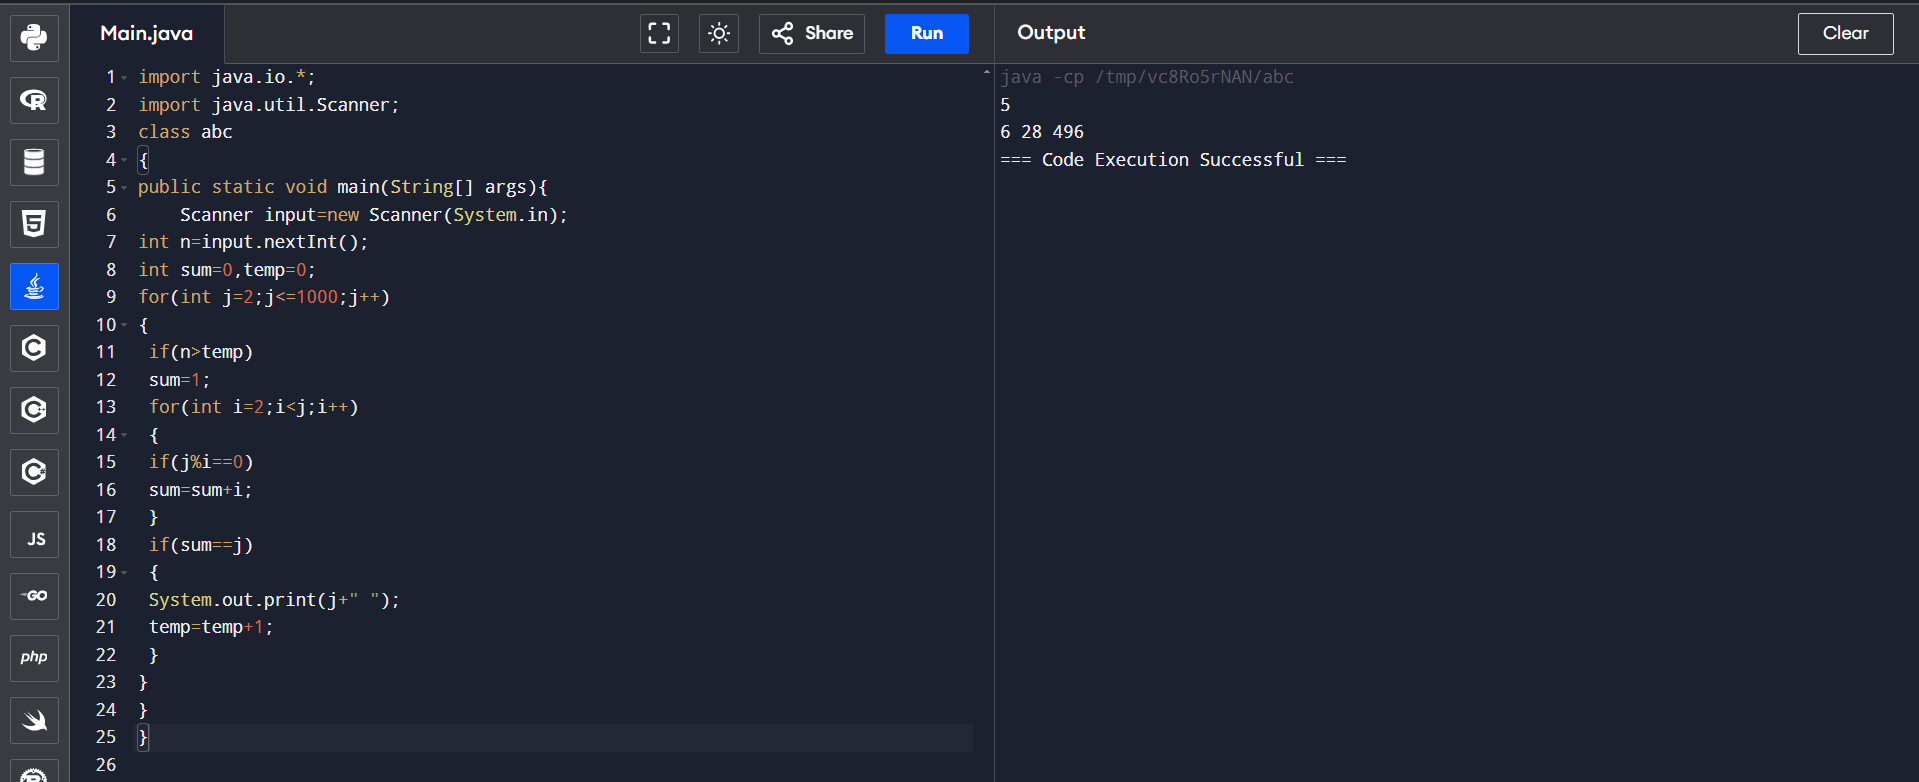 Main.java
Share
Run
Output
Clear
1 import java.io.*;
2 import java.util.Scanner;
3 class abc
4 {
5 public static void main(String[] args){
6     Scanner input=new Scanner(System.in);
7 int n=input.nextInt();
8 int sum=0,temp=0;
9 for(int j=2;j<=1000;j++)
10 {
11  if(n>temp)
12  sum=1;
13  for(int i=2;i<j;i++)
14  {
15  if(j%i==0)
16  sum=sum+i;
17  }
18  if(sum==j)
19  {
20  System.out.print(j+" ");
21  temp=temp+1;
22  }
23 }
24 }
25 }
26
java -cp /tmp/vc8Ro5rNAN/abc
5
6 28 496
=== Code Execution Successful ===
R
5
C
C
C
JS
GO
php